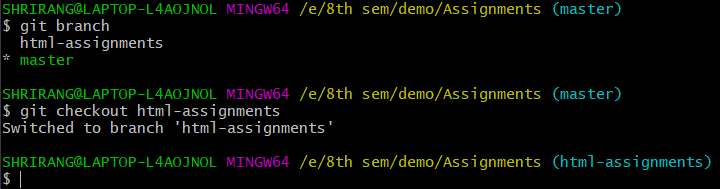 SHRIRANG@LAPTOP-L4AOJNOL MINGW64 /e/8th sem/demo/Assignments (master)
$ git branch
  html-assignments
* master
SHRIRANG@LAPTOP-L4AOJNOL MINGW64 /e/8th sem/demo/Assignments (master)
$ git checkout html-assignments
Switched to branch 'html-assignments'
SHRIRANG@LAPTOP-L4AOJNOL MINGW64 /e/8th sem/demo/Assignments (html-assignments)
$